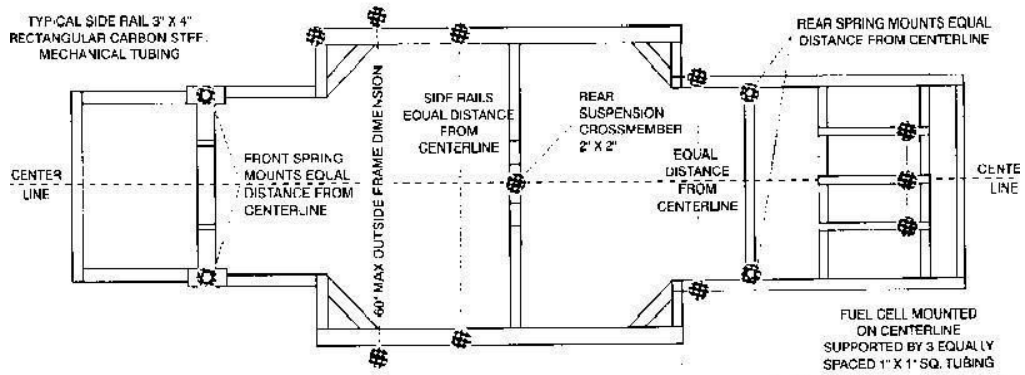 TYPICAL SIDE RAIL 3" X 4"
RECTANGULAR CARBON STEEL
MECHANICAL TUBING
REAR SPRING MOUNTS EQUAL
DISTANCE FROM CENTERLINE
60" MAX OUTSIDE FRAME DIMENSION
SIDE RAILS
EQUAL DISTANCE
FROM
CENTERLINE
REAR
SUSPENSION
CROSSMEMBER
2" X 2"
FRONT SPRING
MOUNTS EQUAL
DISTANCE FROM
CENTERLINE
EQUAL
DISTANCE
FROM
CENTERLINE
CENTER
LINE
CENTE
LINE
FUEL CELL MOUNTED
ON CENTERLINE
SUPPORTED BY 3 EQUALLY
SPACED 1" X 1" SQ. TUBING